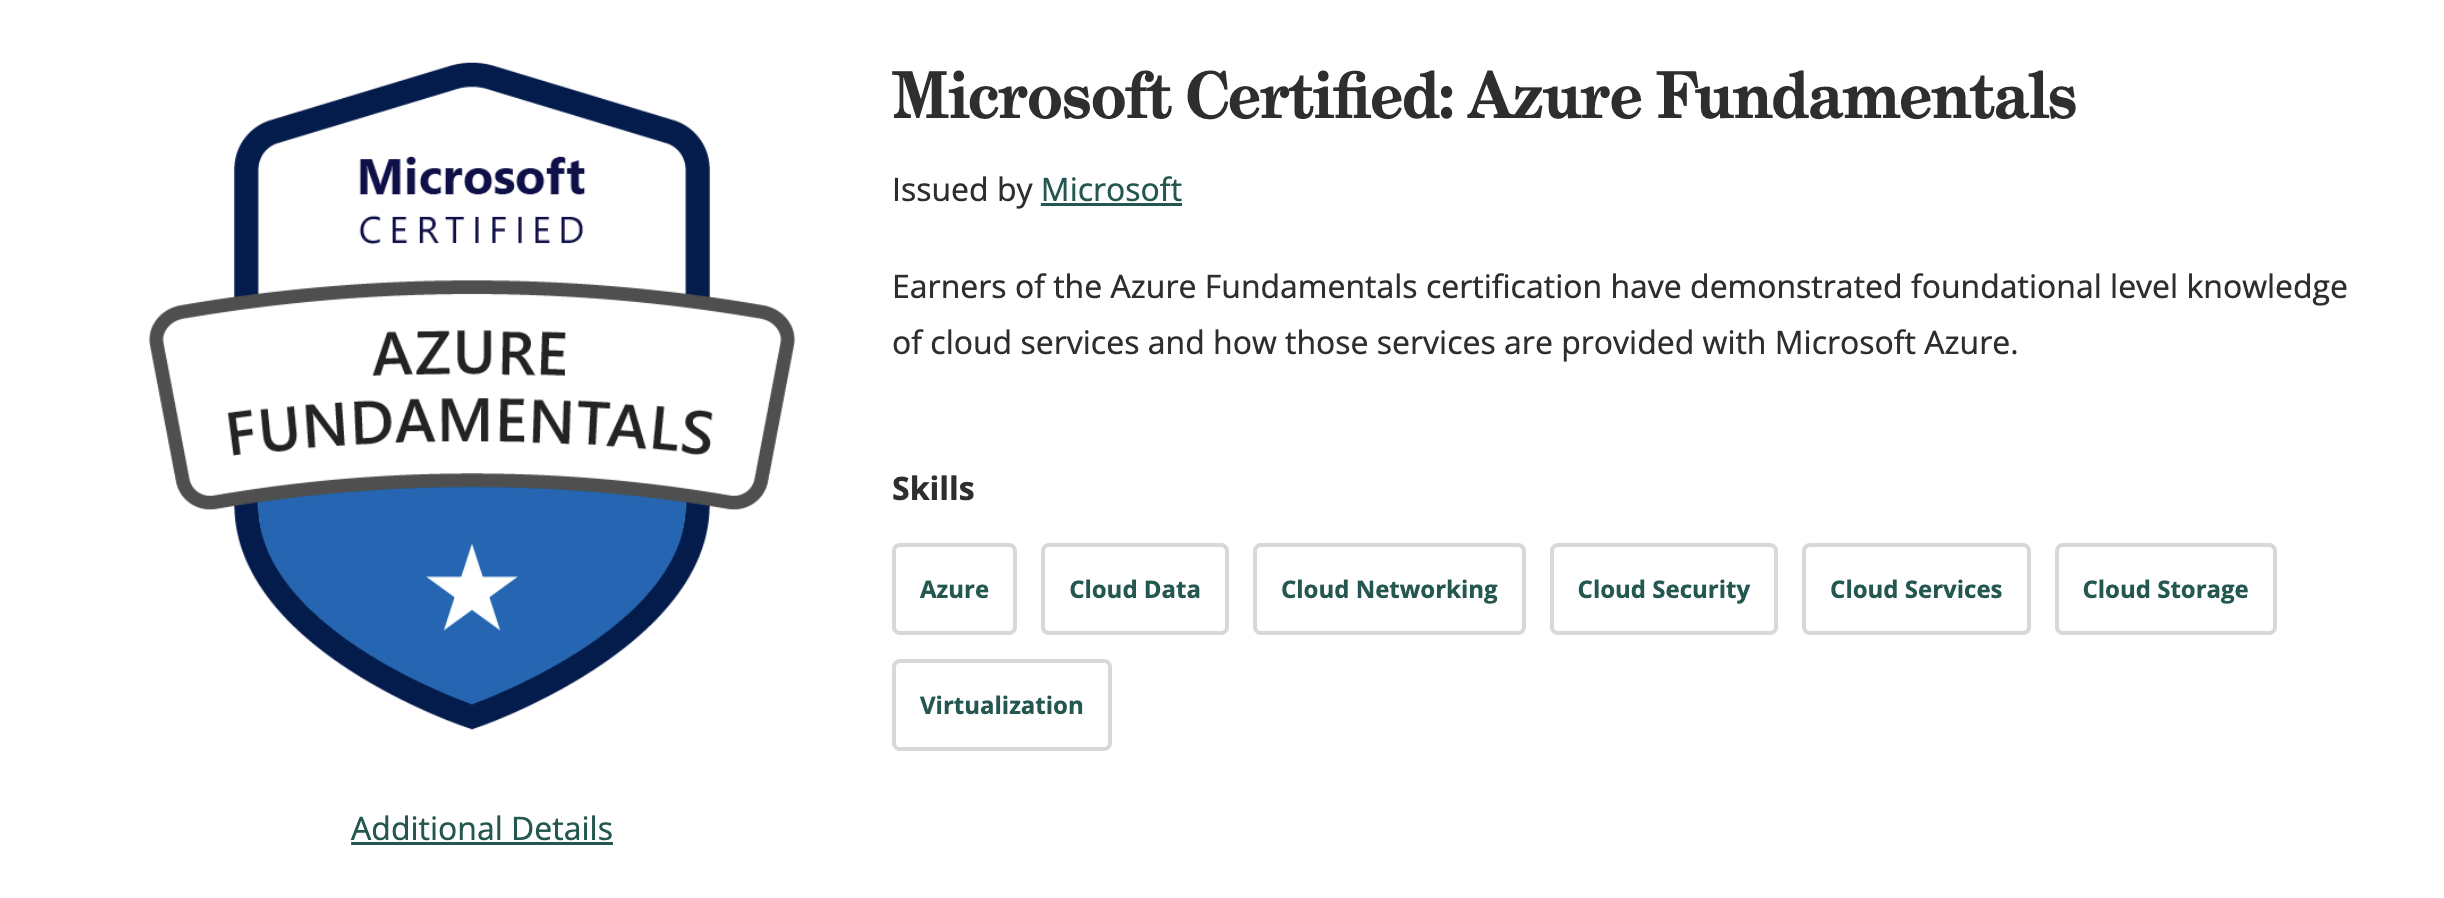 Microsoft
CERTIFIED
AZURE
FUNDAMENTALS
Additional Details
Microsoft Certified: Azure Fundamentals
Issued by Microsoft
Earners of the Azure Fundamentals certification have demonstrated foundational level knowledge
of cloud services and how those services are provided with Microsoft Azure.
Skills
Azure Cloud Data Cloud Networking Cloud Security Cloud Services Cloud Storage
Virtualization